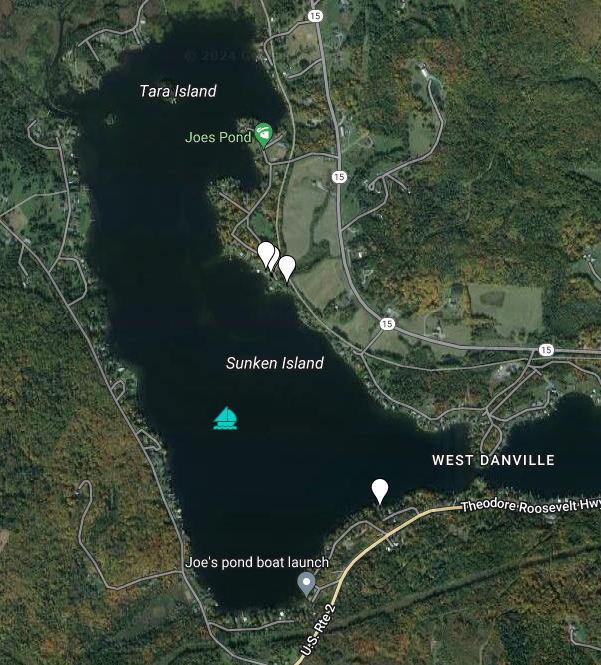 15
© 2024 G
Tara Island
Joes Pond
15
15
15
Sunken Island
WEST DANVILLE
Theodore Roosevelt Hwy
Joe's pond boat launch
U.S. Rte 2